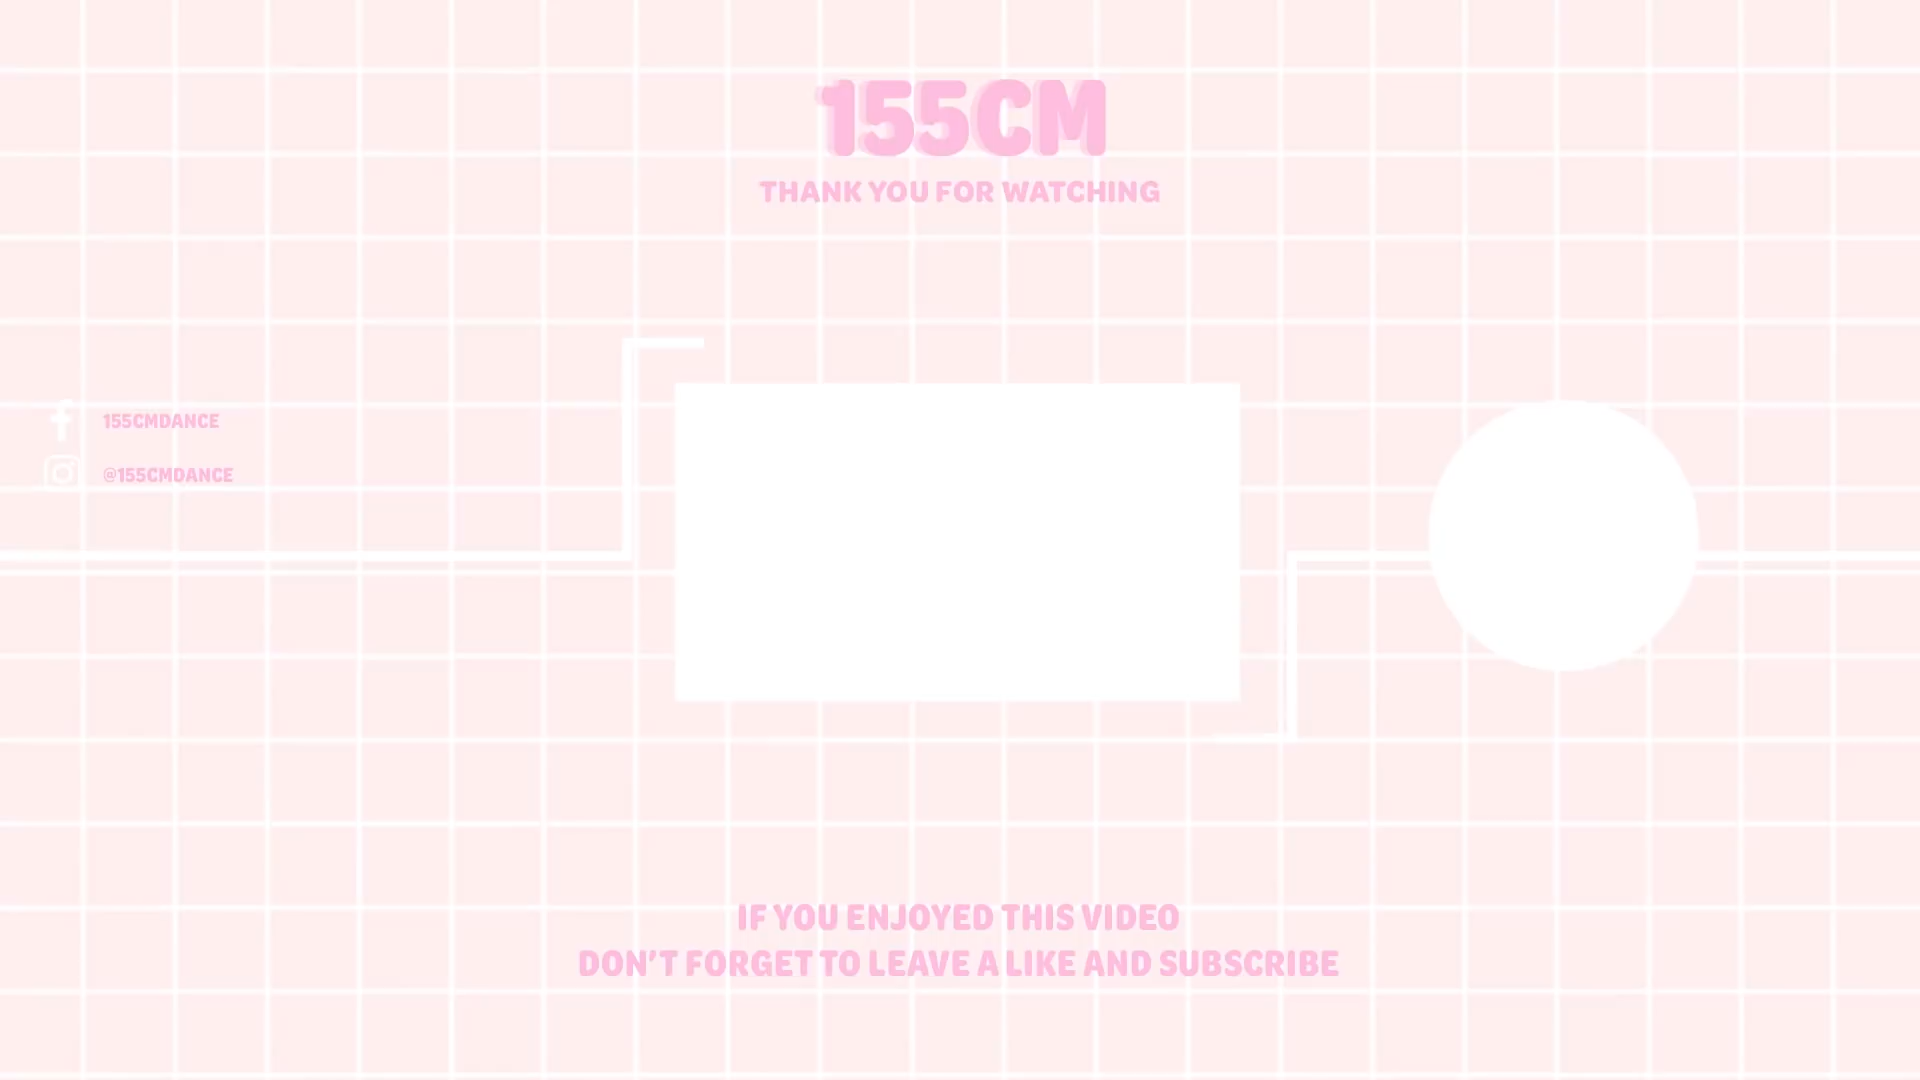 155CM
THANK YOU FOR WATCHING
155CMDANCE
@155CMDANCE
IF YOU ENJOYED THIS VIDEO
DON'T FORGET TO LEAVE A LIKE AND SUBSCRIBE